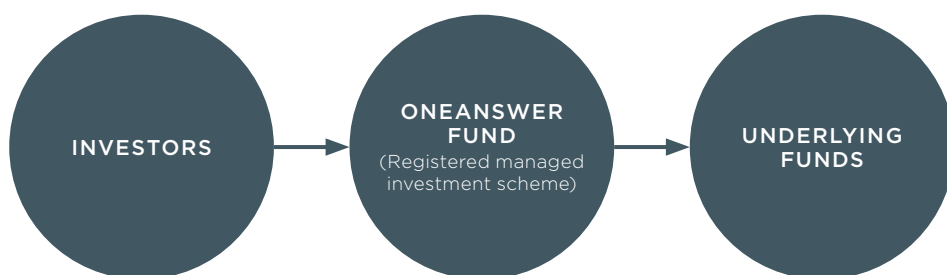 INVESTORS
ONEANSWER
FUND
(Registered managed
investment scheme)
UNDERLYING
FUNDS